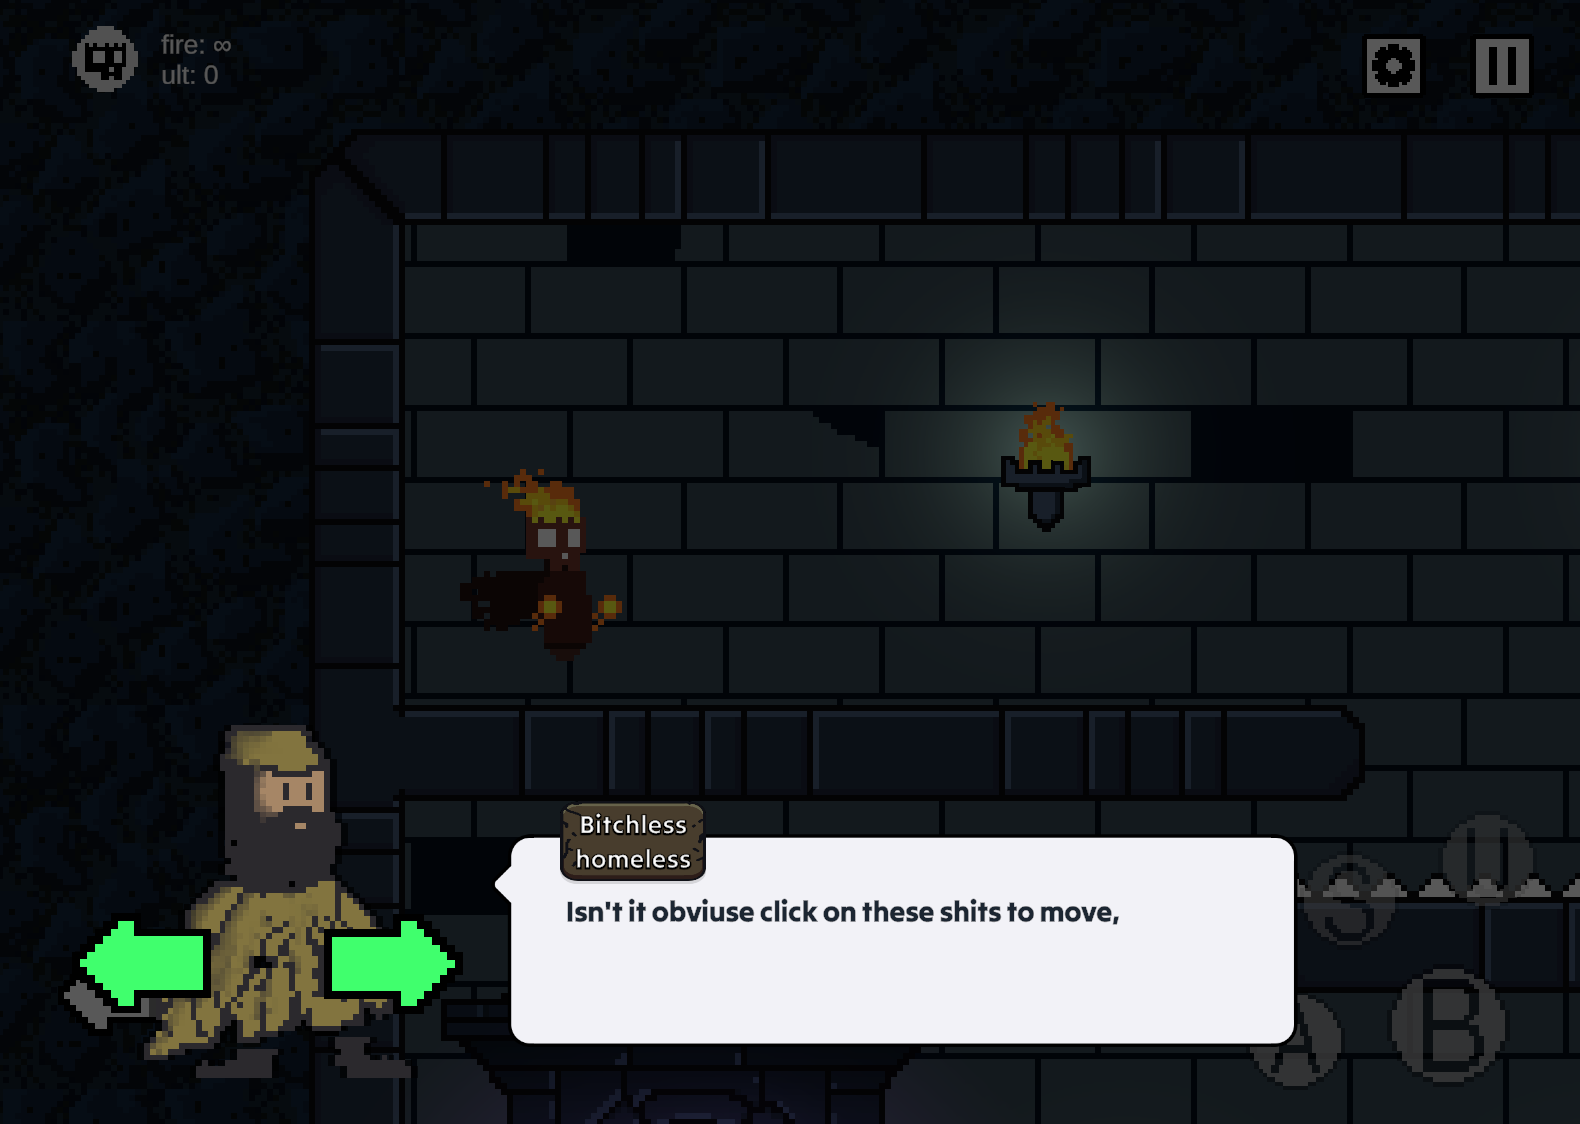 fire: ∞
ult: 0
Bitchless
homeless
Isn't it obviuse click on these shits to move,
S
U
A
B